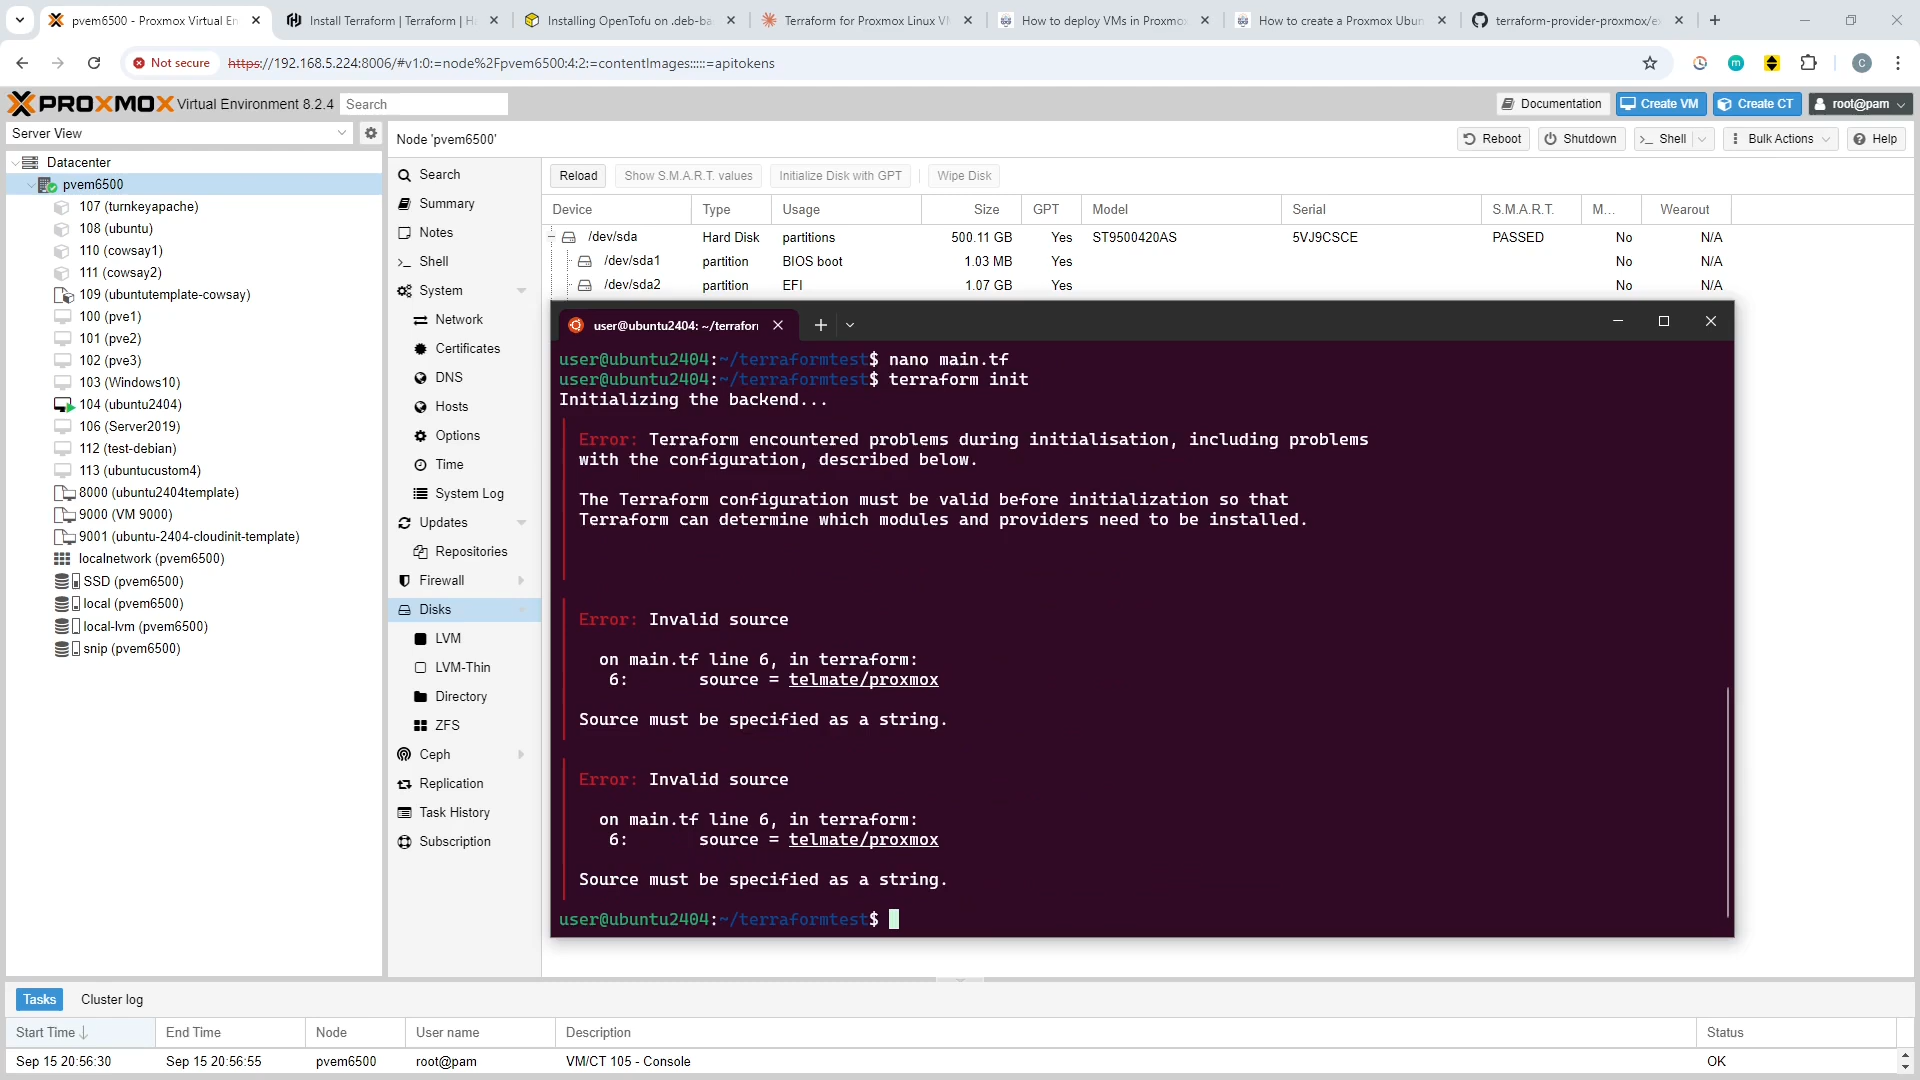 pvem6500 - Proxmox Virtual En
Install Terraform | Terraform | H
Installing OpenTofu on .deb-ba
Terraform for Proxmox Linux V
How to deploy VMs in Proxmo
How to create a Proxmox Ubun
terraform-provider-proxmox/e
Not secure
https://192.168.5.224:8006/#v1:0:=node%2Fpvem6500:4:2:=contentImages:::::=apitokens
m
C
PROXMOX Virtual Environment 8.2.4
Search
Documentation
Create VM
Create CT
root@pam
Server View
Node 'pvem6500'
Reboot
Shutdown
Shell
Bulk Actions
Help
Datacenter
pvem6500
107 (turnkeyapache)
108 (ubuntu)
110 (cowsay1)
111 (cowsay2)
109 (ubuntutemplate-cowsay)
100 (pve1)
101 (pve2)
102 (pve3)
103 (Windows10)
104 (ubuntu2404)
106 (Server2019)
112 (test-debian)
113 (ubuntucustom4)
8000 (ubuntu2404template)
9000 (VM 9000)
9001 (ubuntu-2404-cloudinit-template)
localnetwork (pvem6500)
SSD (pvem6500)
local (pvem6500)
local-lvm (pvem6500)
snip (pvem6500)
Search
Summary
Notes
Shell
System
Network
Certificates
DNS
Hosts
Options
Time
System Log
Updates
Repositories
Firewall
Disks
LVM
LVM-Thin
Directory
ZFS
Ceph
Replication
Task History
Subscription
Reload
Show S.M.A.R.T. values
Initialize Disk with GPT
Wipe Disk
Device Type Usage Size GPT Model Serial S.M.A.R.T. M... Wearout
/dev/sda Hard Disk partitions 500.11 GB Yes ST9500420AS 5VJ9CSCE PASSED No N/A
/dev/sda1 partition BIOS boot 1.03 MB Yes No N/A
/dev/sda2 partition EFI 1.07 GB Yes No N/A
user@ubuntu2404: ~/terrafor
user@ubuntu2404:~/terraformtest$ nano main.tf
user@ubuntu2404:~/terraformtest$ terraform init
Initializing the backend...
Error: Terraform encountered problems during initialisation, including problems
with the configuration, described below.
The Terraform configuration must be valid before initialization so that
Terraform can determine which modules and providers need to be installed.
Error: Invalid source
on main.tf line 6, in terraform:
6: source = telmate/proxmox
Source must be specified as a string.
Error: Invalid source
on main.tf line 6, in terraform:
6: source = telmate/proxmox
Source must be specified as a string.
user@ubuntu2404:~/terraformtest$
Tasks
Cluster log
Start Time End Time Node User name Description Status
Sep 15 20:56:30 Sep 15 20:56:55 pvem6500 root@pam VM/CT 105 - Console OK